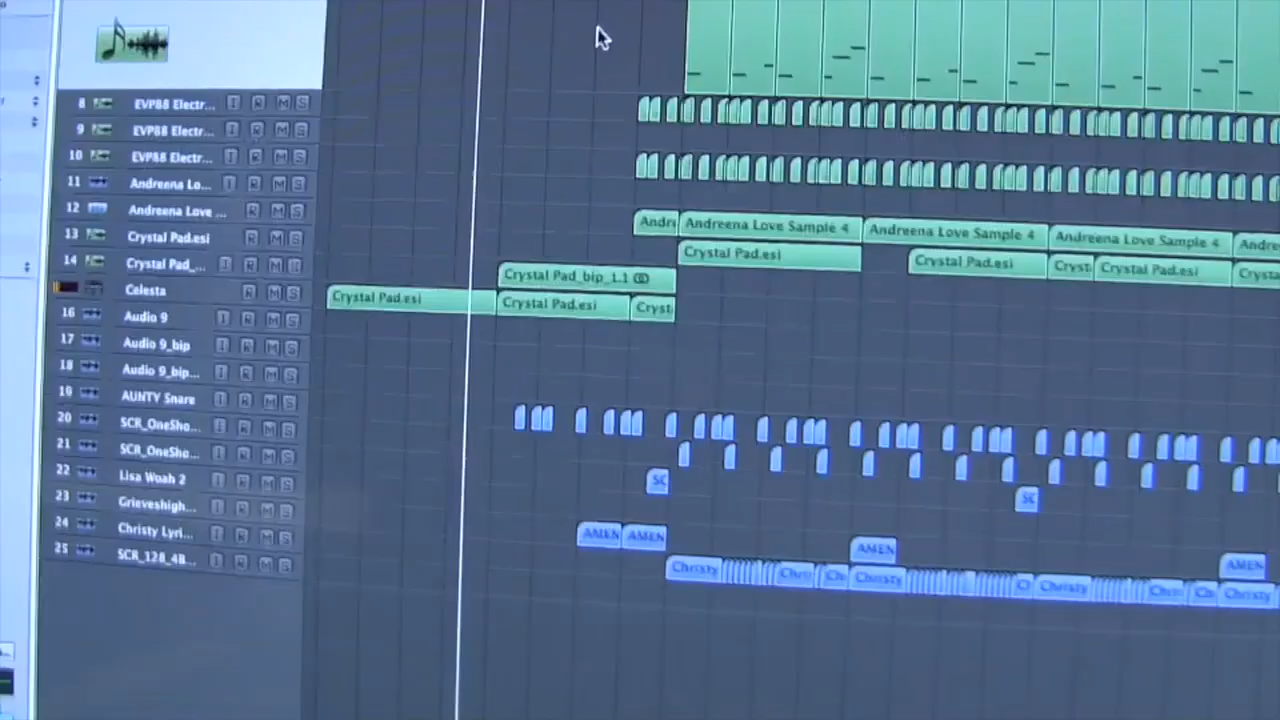 8 EVP88 Electr... I R M S
9 EVP88 Electr... I R M S
10 EVP88 Electr... I R M S
11 Andreena Lo... I R M S
12 Andreena Love ... R M S
Andre Andreena Love Sample 4 Andreena Love Sample 4 Andreena Love Sample 4 Andre
13 Crystal Pad.esi R M S
Crystal Pad.esi Crystal Pad.esi Cryst Crystal Pad.esi Crysta
14 Crystal Pad_... I R M S
Crystal Pad_bip_1.1
Celesta R M S
Crystal Pad.esi Crystal Pad.esi Crysta
16 Audio 9 I R M S
17 Audio 9_bip I R M S
18 Audio 9_bip... I R M S
19 AUNTY Snare I R M S
20 SCR_OneSho... I R M S
21 SCR_OneSho... I R M S
22 Lisa Woah 2 I R M S
SC SC
23 Grieveshigh... I R M S
24 Christy Lyri... I R M S
AMEN AMEN AMEN AMEN
25 SCR_128_4B... I R M S
Christy Chri Ch Christy Cr Christy Chri Ch Christy